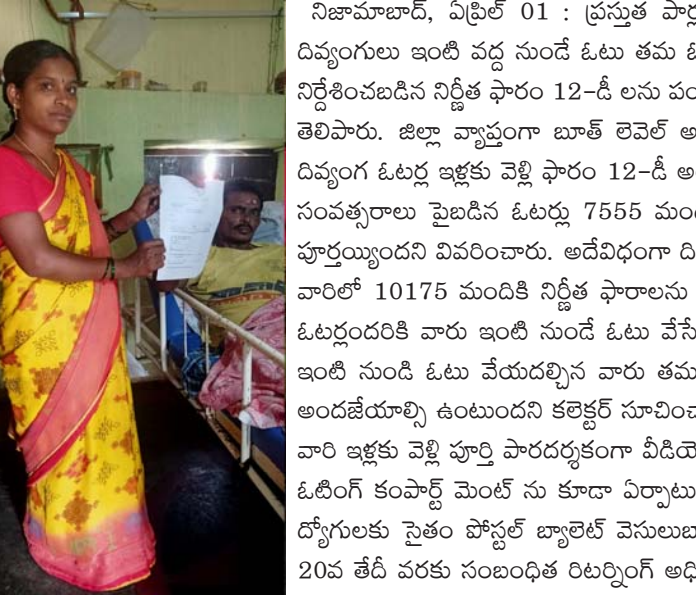 నిజామాబాద్, ఏప్రిల్ 01 : ప్రస్తుత
దివ్యంగులు ఇంటి వద్ద నుండే ఓటు తమ
నిర్దేశించబడిన నిర్ణీత ఫారం 12-డీ లను
తెలిపారు. జిల్లా వ్యాప్తంగా బూత్ లెవెల్
దివ్యంగ ఓటర్ల ఇళ్లకు వెళ్లి ఫారం 12-డీ
సంవత్సరాలు పైబడిన ఓటర్లు 7555
పూర్తయ్యిందని వివరించారు. అదేవిధంగా
వారిలో 10175 మందికి నిర్ణీత ఫారాలను
ఓటర్లందరికి వారు ఇంటి నుండే ఓటు వేసే
ఇంటి నుండి ఓటు వేయదల్చిన వారు తమ
అందజేయాల్సి ఉంటుందని కలెక్టర్
వారి ఇళ్లకు వెళ్లి పూర్తి పారదర్శకంగా
ఓటింగ్ కంపార్ట్ మెంట్ ను కూడా
ద్యోగులకు సైతం పోస్టల్ బ్యాలెట్
20వ తేదీ వరకు సంబంధిత రిటర్నింగ్